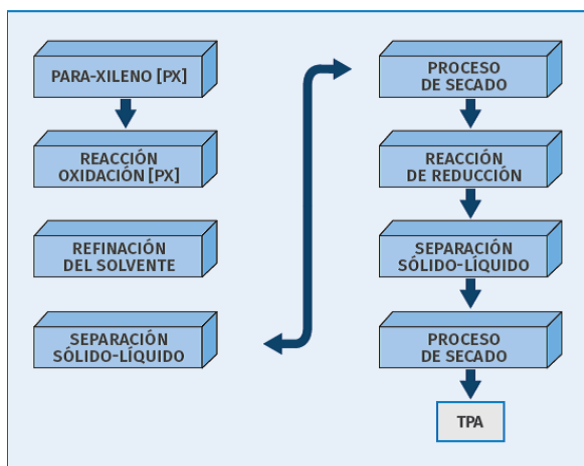 PARA-XILENO [PX]
REACCIÓN
OXIDACIÓN [PX]
REFINACIÓN
DEL SOLVENTE
SEPARACIÓN
SÓLIDO-LÍQUIDO
PROCESO
DE SECADO
REACCIÓN
DE REDUCCIÓN
SEPARACIÓN
SÓLIDO-LÍQUIDO
PROCESO
DE SECADO
TPA